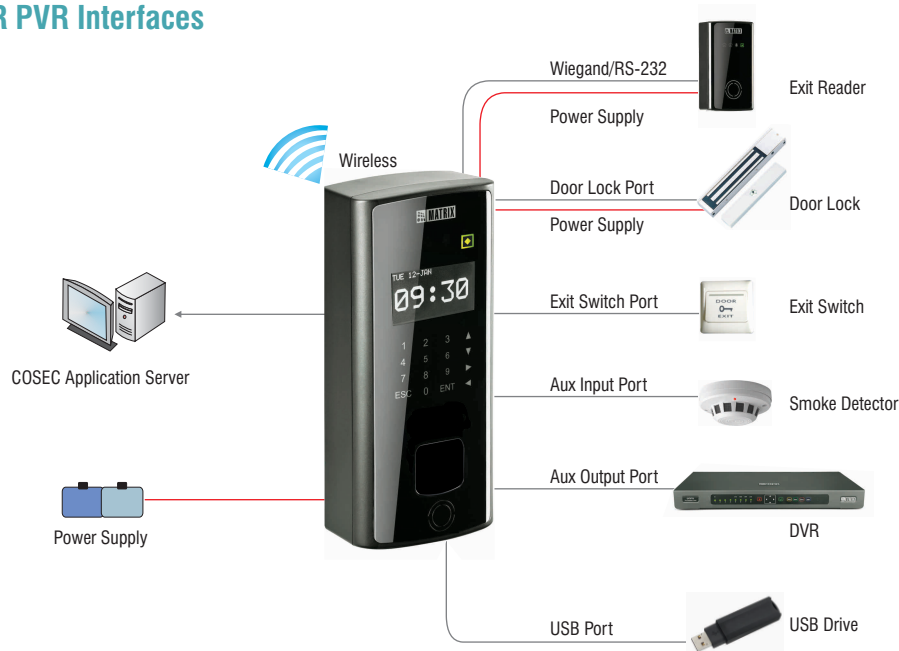 R PVR Interfaces
Wiegand/RS-232
Power Supply
Exit Reader
Wireless
Door Lock Port
Power Supply
Door Lock
MATRIX
TUE 12-JAN
09:30
Exit Switch Port
DOOR
EXIT
Exit Switch
1 2 3
4 5 6
7 8 9
ESC 0 ENT
COSEC Application Server
Aux Input Port
Smoke Detector
Aux Output Port
DVR
Power Supply
USB Port
USB Drive